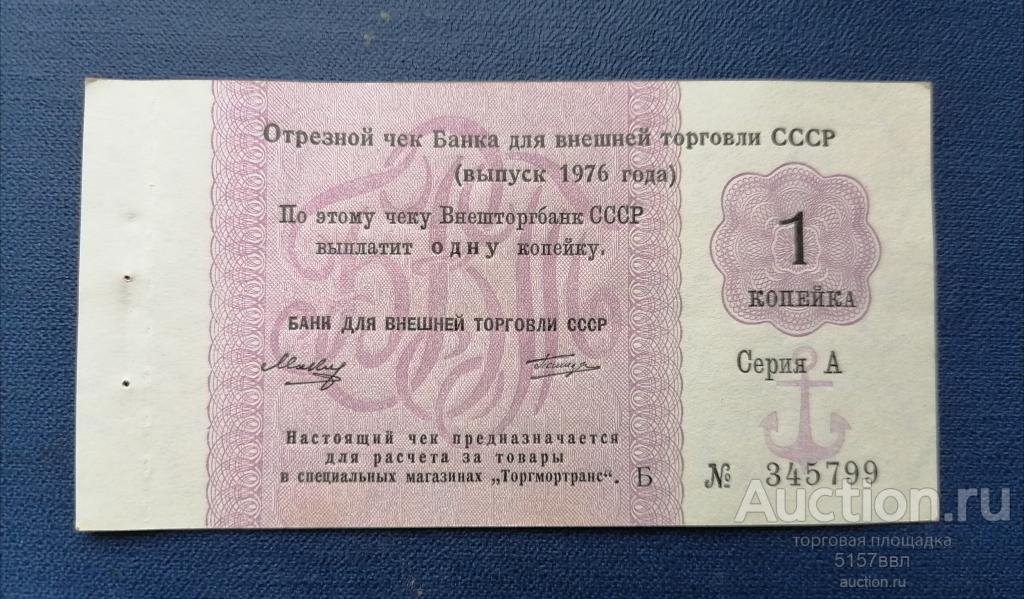 Отрезной чек Банка для внешней торговли СССР
(выпуск 1976 года)
По этому чеку Внешторгбанк СССР
выплатит одну копейку.
1
КОПЕЙКА
БАНК ДЛЯ ВНЕШНЕЙ ТОРГОВЛИ СССР
Серия А
Настоящий чек предназначается
для расчета за товары
в специальных магазинах „Торгмортранс“. Б
№ 345799
Auction.ru
торговая площадка
5157ввл
auction.ru